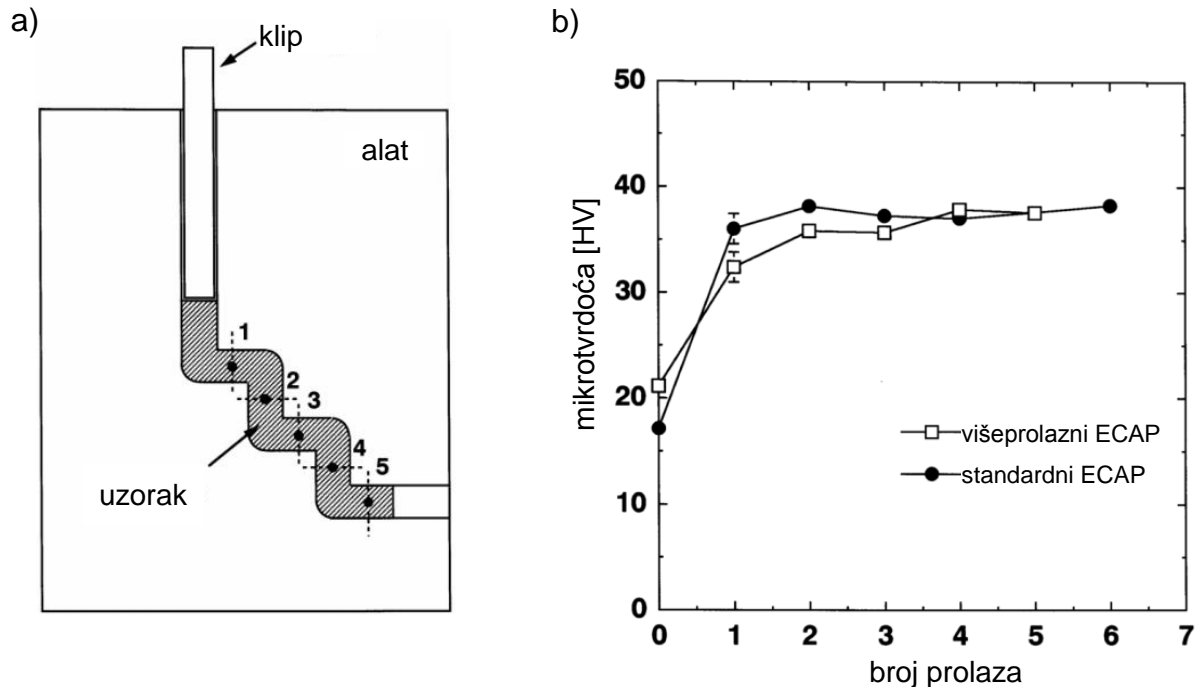 a)
klip
alat
1
2
3
4
5
uzorak
b)
mikrotvrdoća [HV]
50
40
30
20
10
0
višeprolazni ECAP
standardni ECAP
0 1 2 3 4 5 6 7
broj prolaza